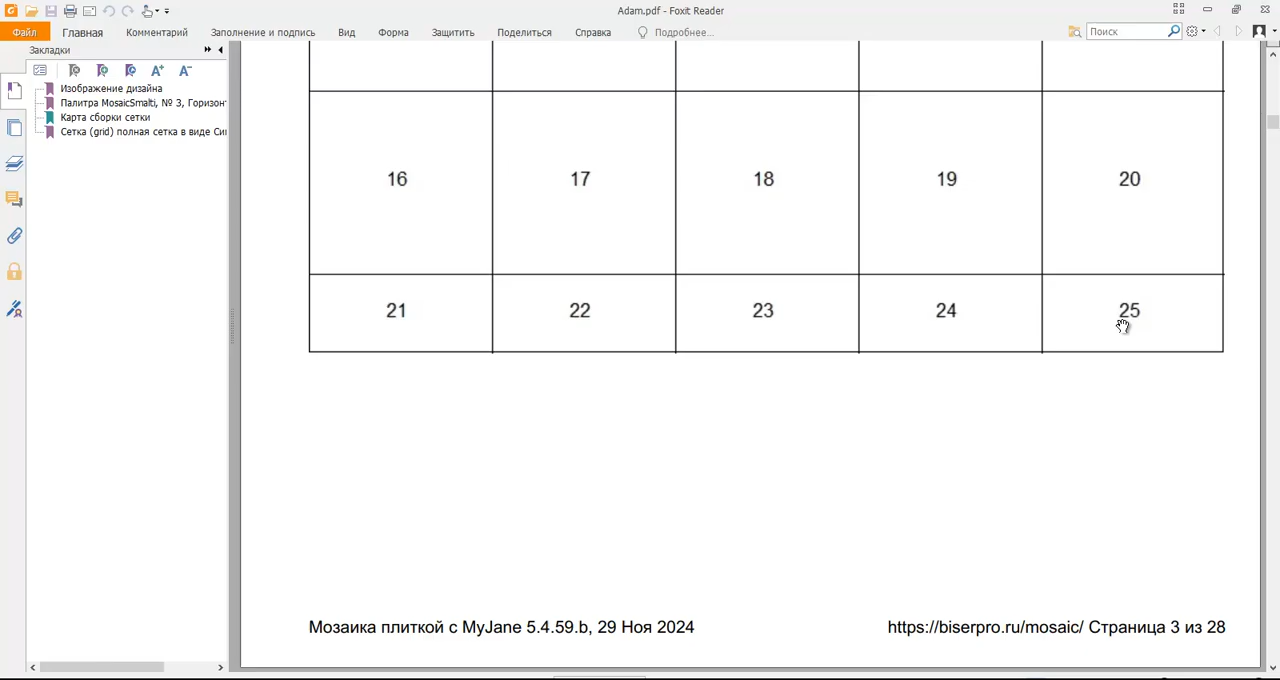 Adam.pdf - Foxit Reader
Файл Главная Комментарий Заполнение и подпись Вид Форма Защитить Поделиться Справка Подробнее... Поиск
Закладки
A+ A-
Изображение дизайна
Палитра MosaicSmalti, № 3, Горизон
Карта сборки сетки
Сетка (grid) полная сетка в виде Си
16 17 18 19 20
21 22 23 24 25
Мозаика плиткой с MyJane 5.4.59.b, 29 Ноя 2024 https://biserpro.ru/mosaic/ Страница 3 из 28